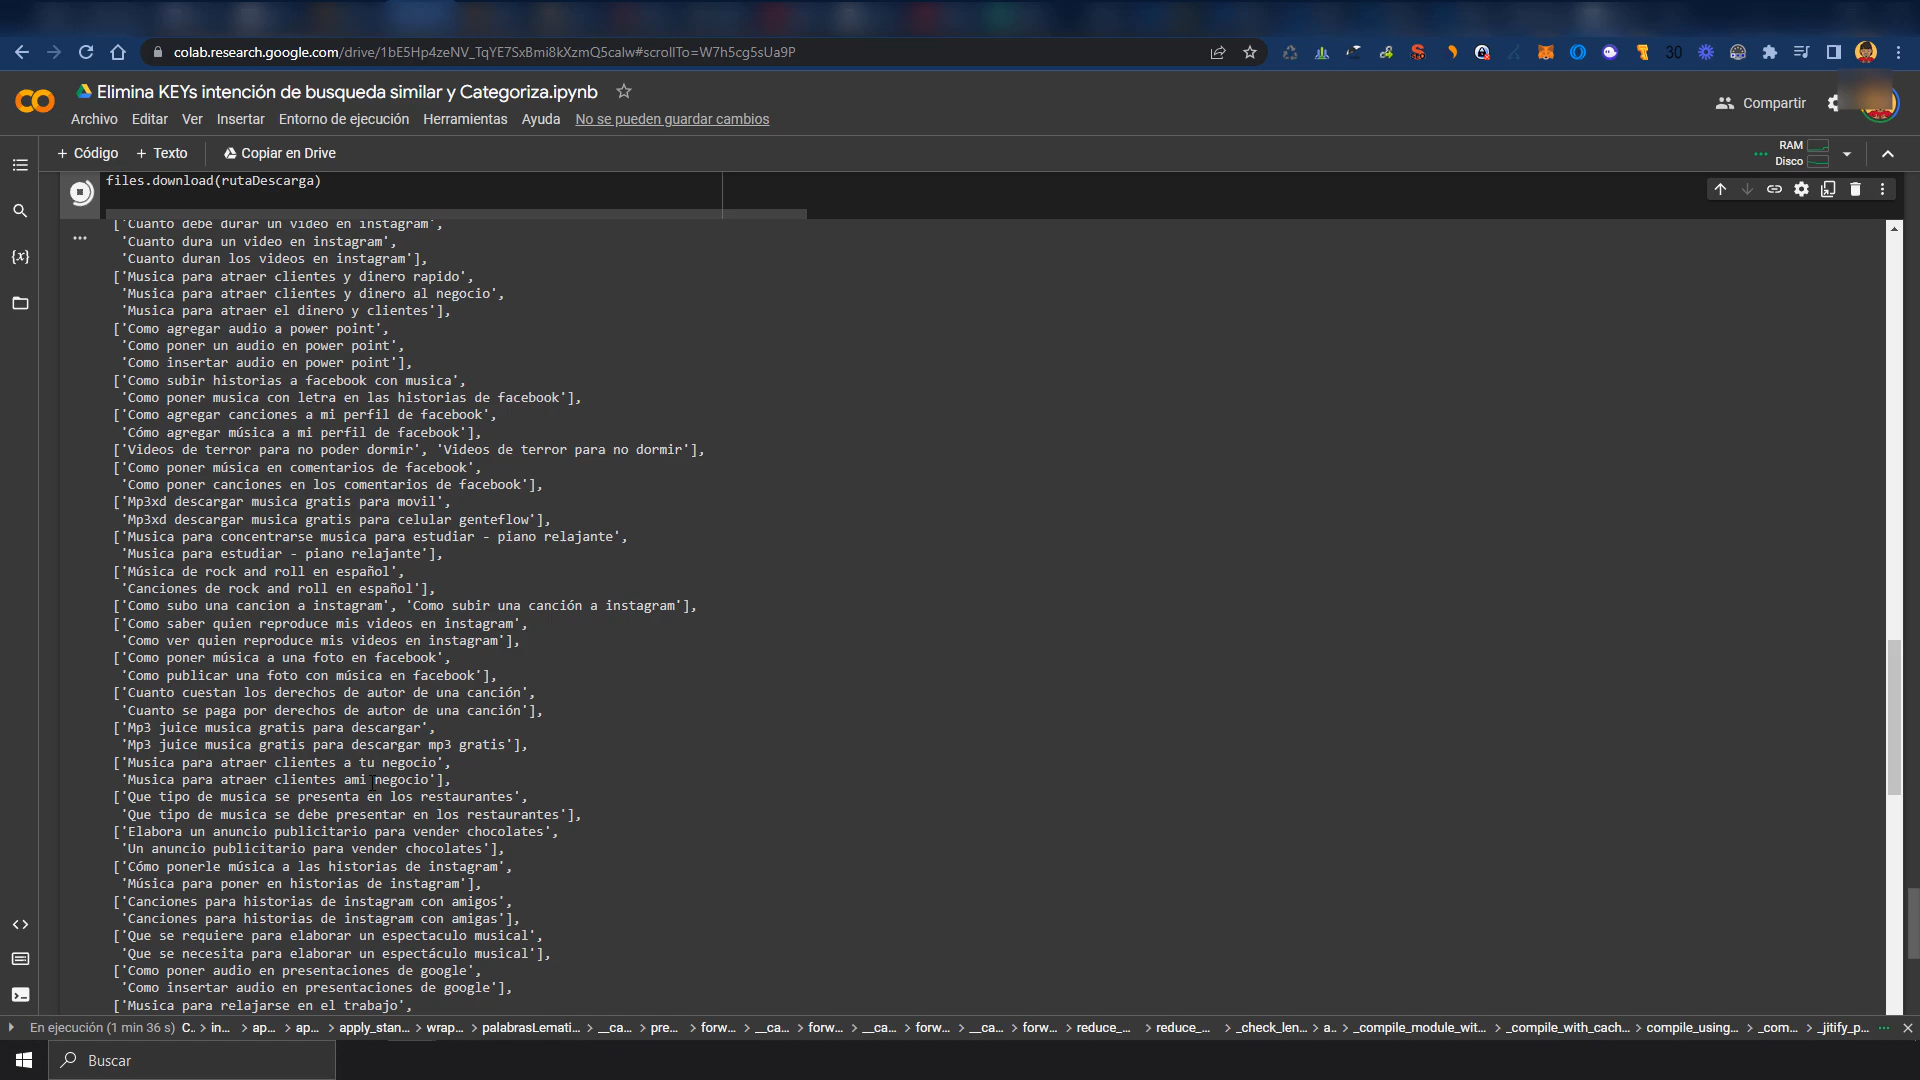 colab.research.google.com/drive/1bE5Hp4zeNV_TqYE7SxBmi8kXzmQ5calw#scrollTo=W7h5cg5sUa9P
30
Elimina KEYs intención de busqueda similar y Categoriza.ipynb
Compartir
Archivo Editar Ver Insertar Entorno de ejecución Herramientas Ayuda No se pueden guardar cambios
+ Código + Texto Copiar en Drive
RAM
Disco
files.download(rutaDescarga)
['Cuanto debe durar un video en instagram',
'Cuanto dura un video en instagram',
'Cuanto duran los videos en instagram'],
['Musica para atraer clientes y dinero rapido',
'Musica para atraer clientes y dinero al negocio',
'Musica para atraer el dinero y clientes'],
['Como agregar audio a power point',
'Como poner un audio en power point',
'Como insertar audio en power point'],
['Como subir historias a facebook con musica',
'Como poner musica con letra en las historias de facebook'],
['Como agregar canciones a mi perfil de facebook',
'Cómo agregar música a mi perfil de facebook'],
['Videos de terror para no poder dormir', 'Videos de terror para no dormir'],
['Como poner música en comentarios de facebook',
'Como poner canciones en los comentarios de facebook'],
['Mp3xd descargar musica gratis para movil',
'Mp3xd descargar musica gratis para celular genteflow'],
['Musica para concentrarse musica para estudiar - piano relajante',
'Musica para estudiar - piano relajante'],
['Música de rock and roll en español',
'Canciones de rock and roll en español'],
['Como subo una cancion a instagram', 'Como subir una canción a instagram'],
['Como saber quien reproduce mis videos en instagram',
'Como ver quien reproduce mis videos en instagram'],
['Como poner música a una foto en facebook',
'Como publicar una foto con música en facebook'],
['Cuanto cuestan los derechos de autor de una canción',
'Cuanto se paga por derechos de autor de una canción'],
['Mp3 juice musica gratis para descargar',
'Mp3 juice musica gratis para descargar mp3 gratis'],
['Musica para atraer clientes a tu negocio',
'Musica para atraer clientes ami negocio'],
['Que tipo de musica se presenta en los restaurantes',
'Que tipo de musica se debe presentar en los restaurantes'],
['Elabora un anuncio publicitario para vender chocolates',
'Un anuncio publicitario para vender chocolates'],
['Cómo ponerle música a las historias de instagram',
'Música para poner en historias de instagram'],
['Canciones para historias de instagram con amigos',
'Canciones para historias de instagram con amigas'],
['Que se requiere para elaborar un espectaculo musical',
'Que se necesita para elaborar un espectáculo musical'],
['Como poner audio en presentaciones de google',
'Como insertar audio en presentaciones de google'],
['Musica para relajarse en el trabajo',
En ejecución (1 min 36 s) C... > in... > ap... > ap... > apply_stan... > wrap... > palabrasLemati... > __ca... > pre... > forw... > __ca... > forw... > __ca... > forw... > __ca... > forw... > reduce_... > reduce_... > _check_len... > a... > _compile_module_wit... > _compile_with_cach... > compile_using... > _com... > _jitify_p...
Buscar